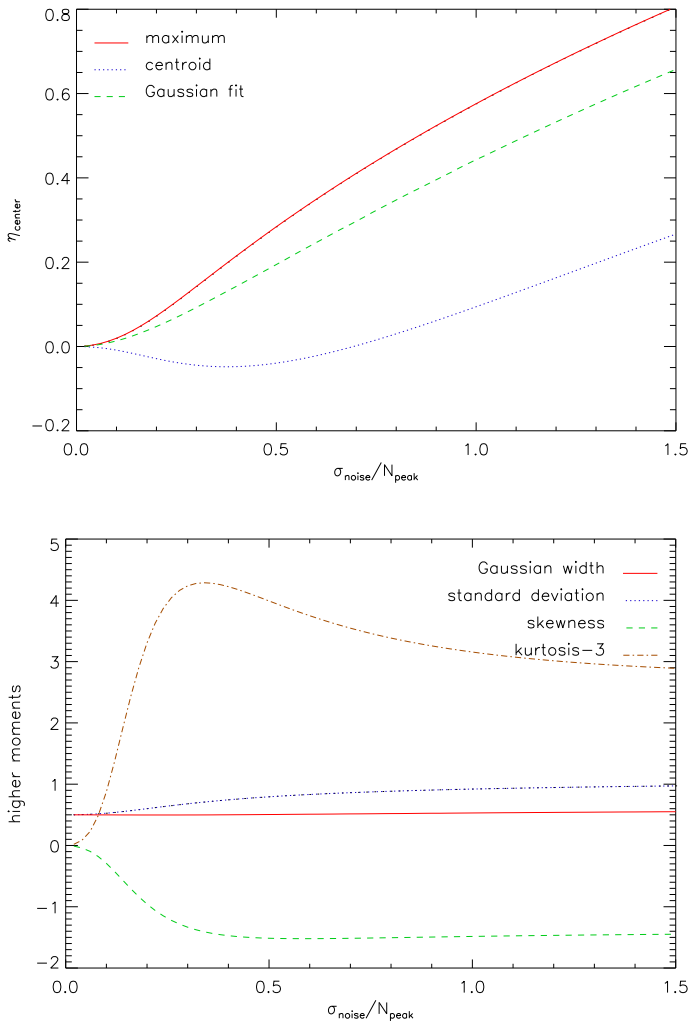 0.8
maximum
centroid
Gaussian fit
0.6
0.4
η_center
0.2
0.0
−0.2
0.0 0.5 1.0 1.5
σ_noise/N_peak
5
Gaussian width
standard deviation
4
skewness
kurtosis−3
3
2
higher moments
1
0
−1
−2
0.0 0.5 1.0 1.5
σ_noise/N_peak